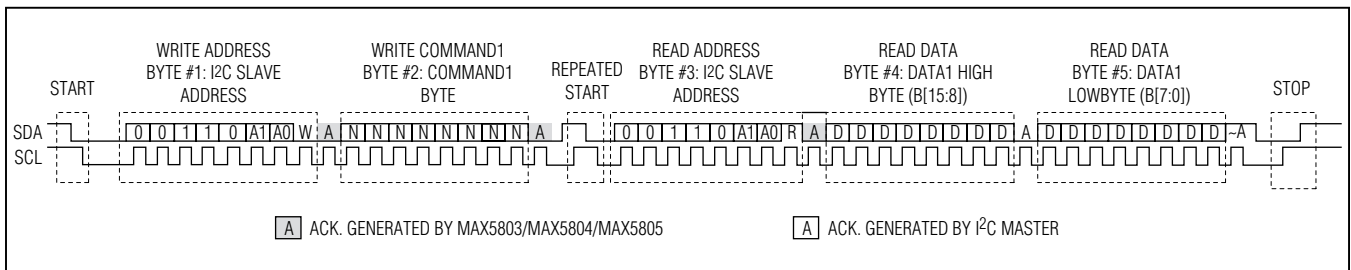 START
WRITE ADDRESS
BYTE #1: I2C SLAVE
ADDRESS
WRITE COMMAND1
BYTE #2: COMMAND1
BYTE
REPEATED
START
READ ADDRESS
BYTE #3: I2C SLAVE
ADDRESS
READ DATA
BYTE #4: DATA1 HIGH
BYTE (B[15:8])
READ DATA
BYTE #5: DATA1
LOWBYTE (B[7:0])
STOP
SDA 0 0 1 1 0 A1 A0 W A N N N N N N N N A 0 0 1 1 0 A1 A0 R A D D D D D D D D A D D D D D D D D ~A
SCL
A ACK. GENERATED BY MAX5803/MAX5804/MAX5805
A ACK. GENERATED BY I2C MASTER